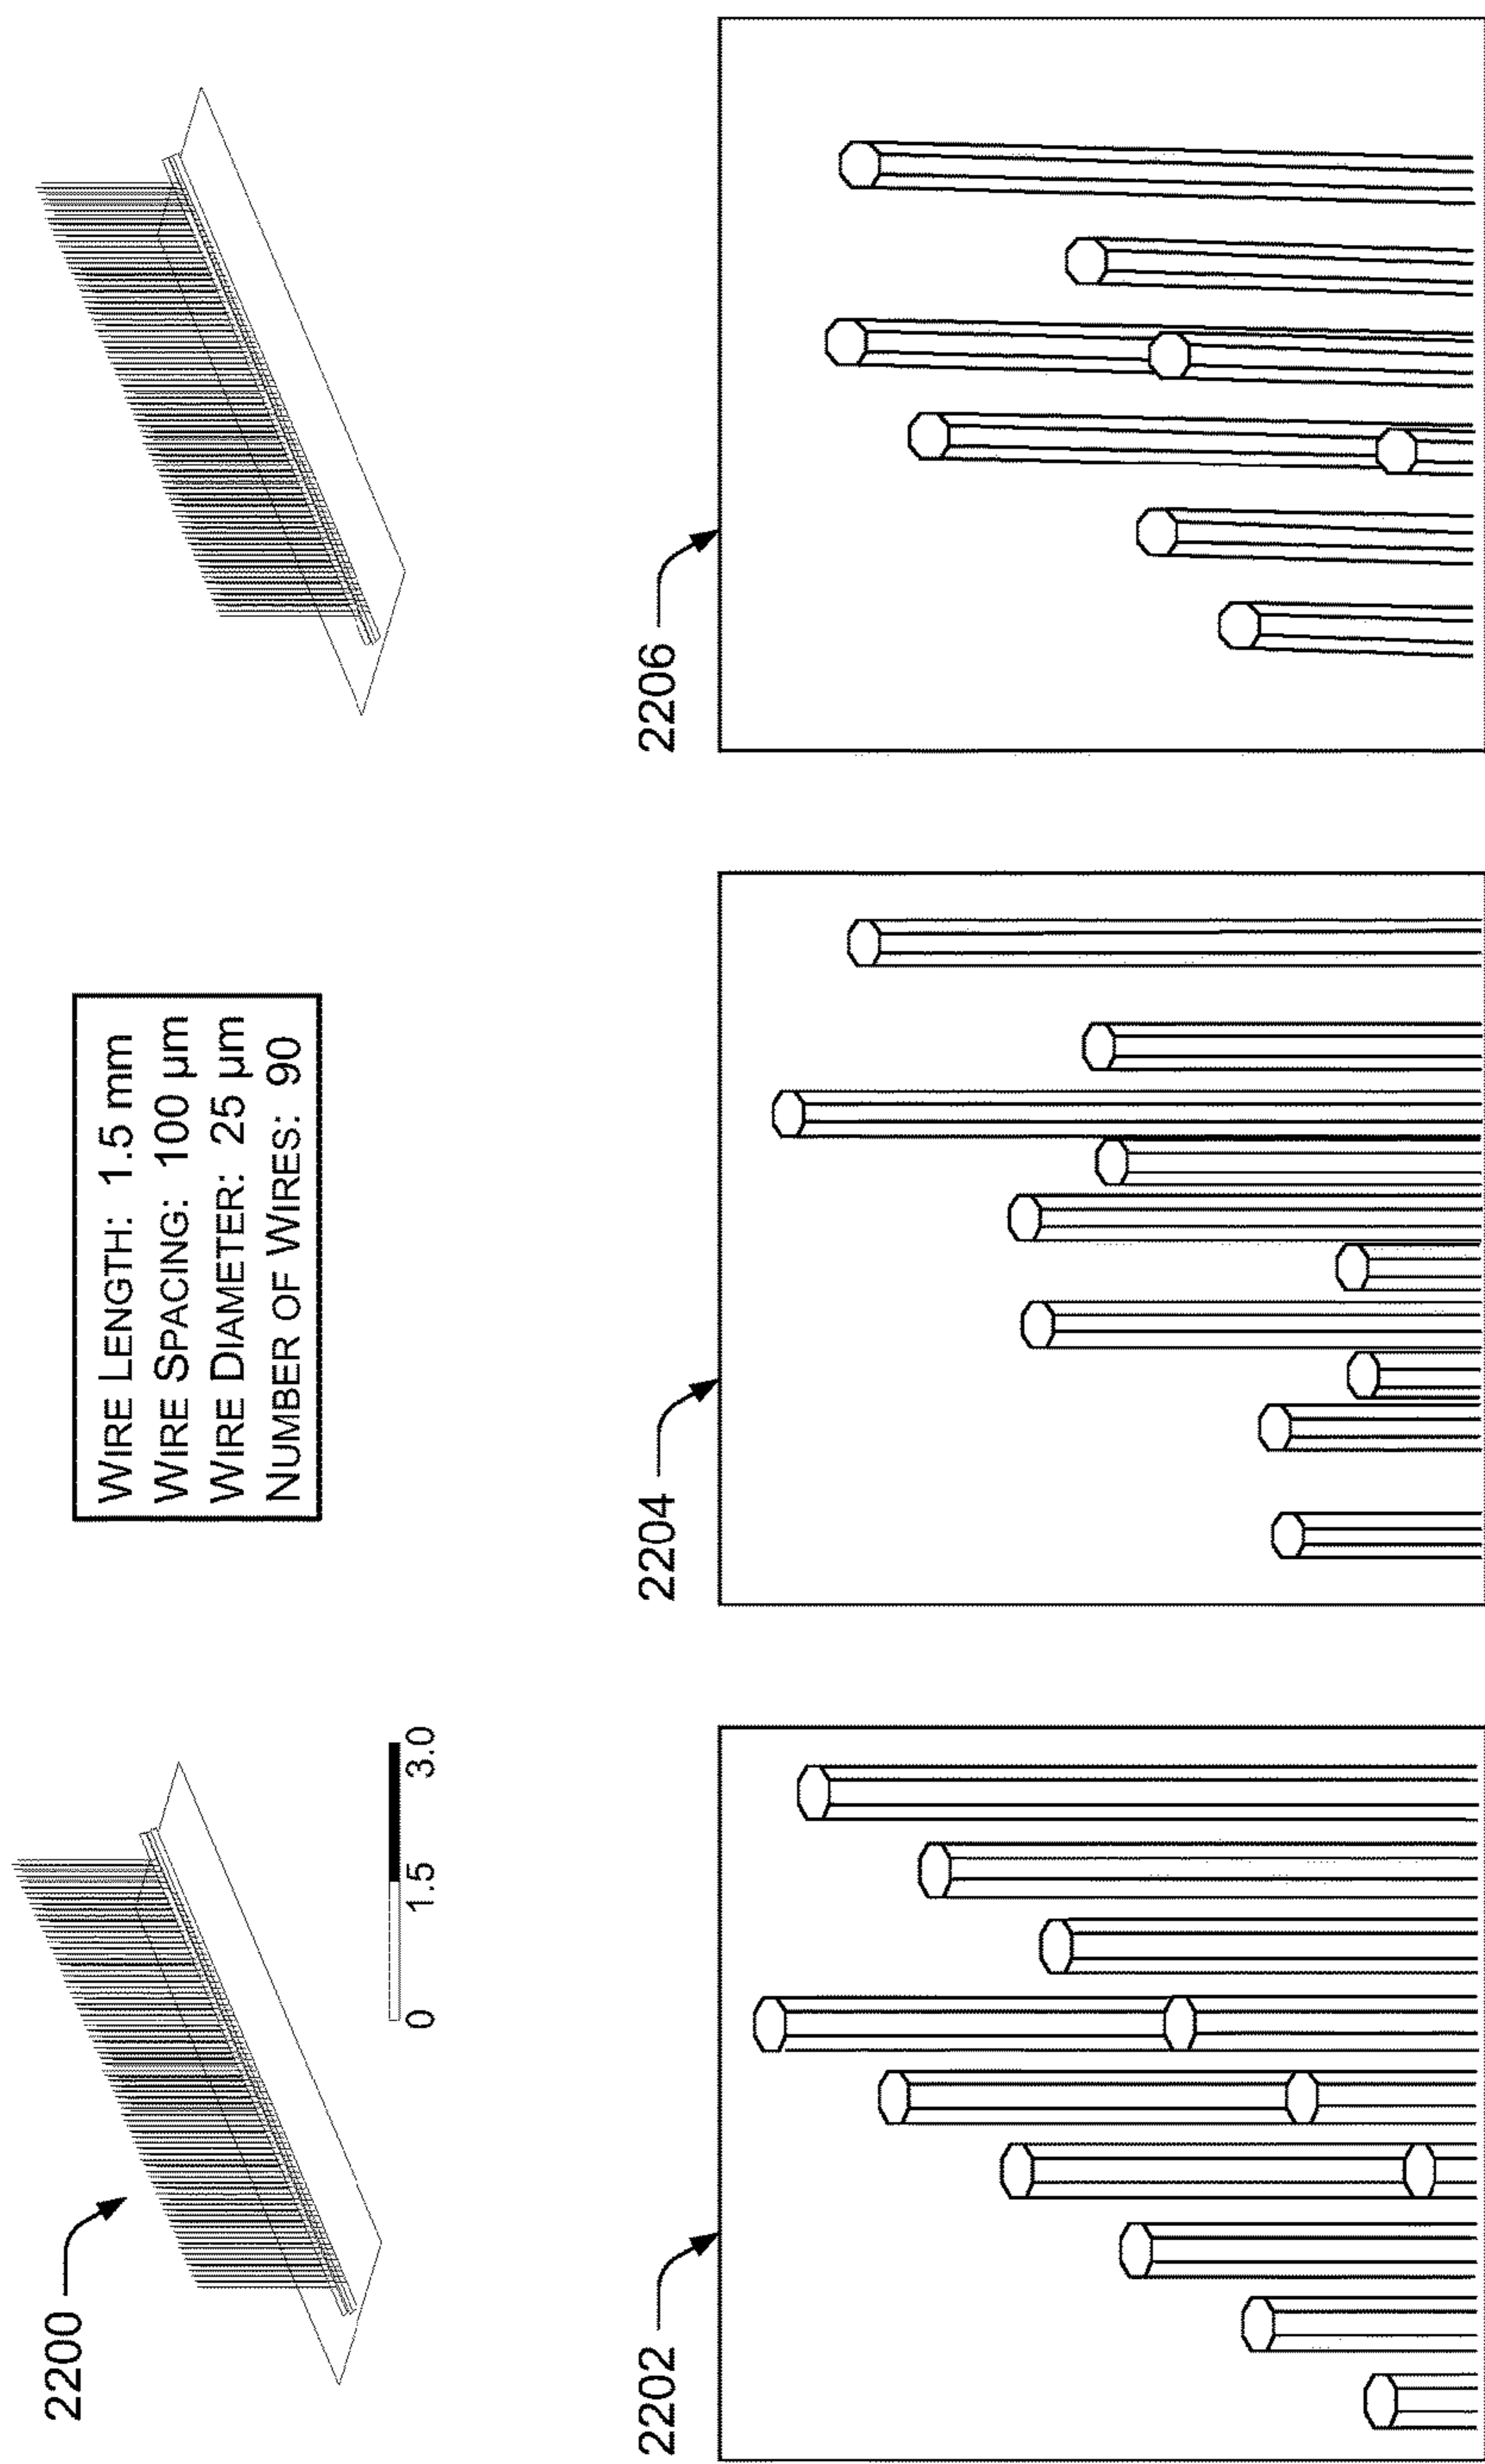 2200
0 1.5 3.0
WIRE LENGTH: 1.5 mm
WIRE SPACING: 100 µm
WIRE DIAMETER: 25 µm
NUMBER OF WIRES: 90
2202
2204
2206